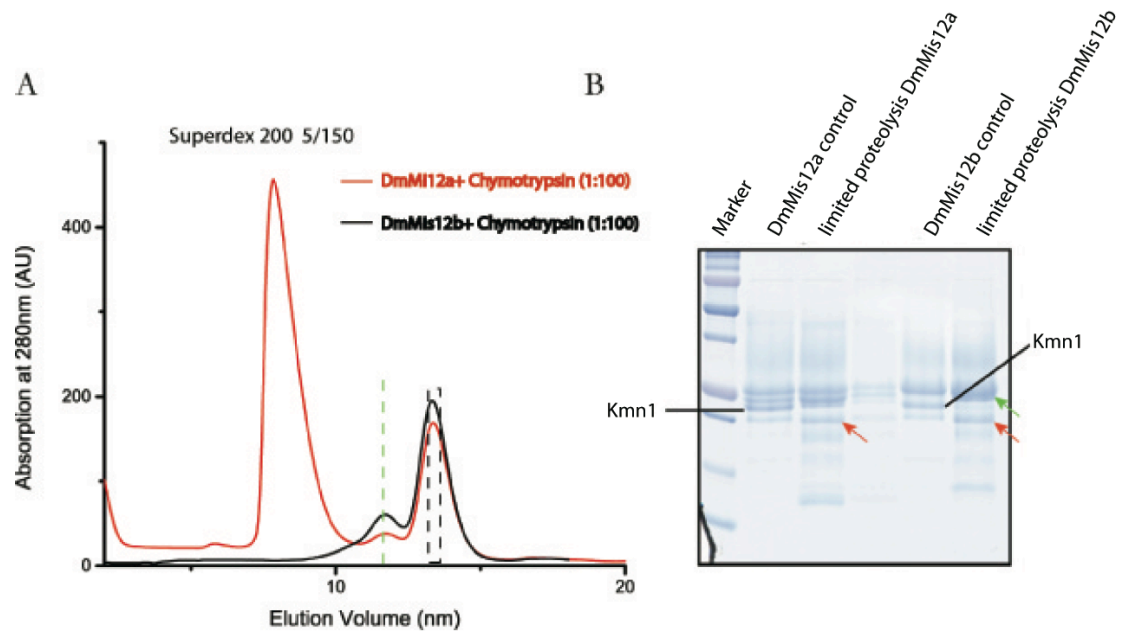 A
B
Superdex 200 5/150
DmMi12a+ Chymotrypsin (1:100)
DmMis12b+ Chymotrypsin (1:100)
Absorption at 280nm (AU)
400
200
0
10
20
Elution Volume (nm)
Marker
DmMis12a control
limited proteolysis DmMis12a
DmMis12b control
limited proteolysis DmMis12b
Kmn1
Kmn1